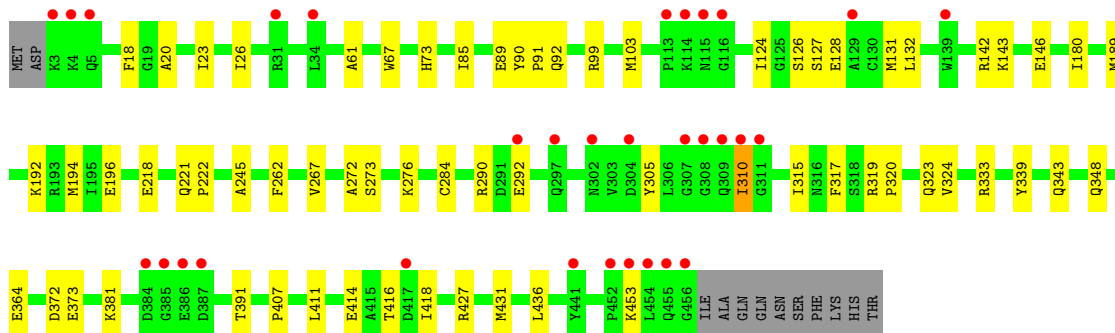 MET ASP K3 K4 Q5 F18 G19 A20 I23 I26 R31 L34 A61 W67 H73 I85 E89 Y90 P91 Q92 R99 M103 P113 K114 N115 G116 I124 G125 S126 S127 E128 A129 C130 M131 L132 W139 R142 K143 E146 I180 M189
K192 R193 M194 I195 E196 E218 Q221 P222 A245 F262 V267 A272 S273 K276 C284 R290 D291 E292 Q297 N302 V303 D304 Y305 L306 G307 G308 Q309 I310 G311 I315 N316 F317 S318 R319 P320 Q323 V324 R333 Y339 Q343 Q348
E364 D372 E373 K381 D384 G385 E386 D387 T391 P407 L411 E414 A415 T416 D417 I418 R427 M431 L436 Y441 P452 K453 L454 Q455 G456 ILE ALA GLN GLN ASN SER PHE LYS HIS THR